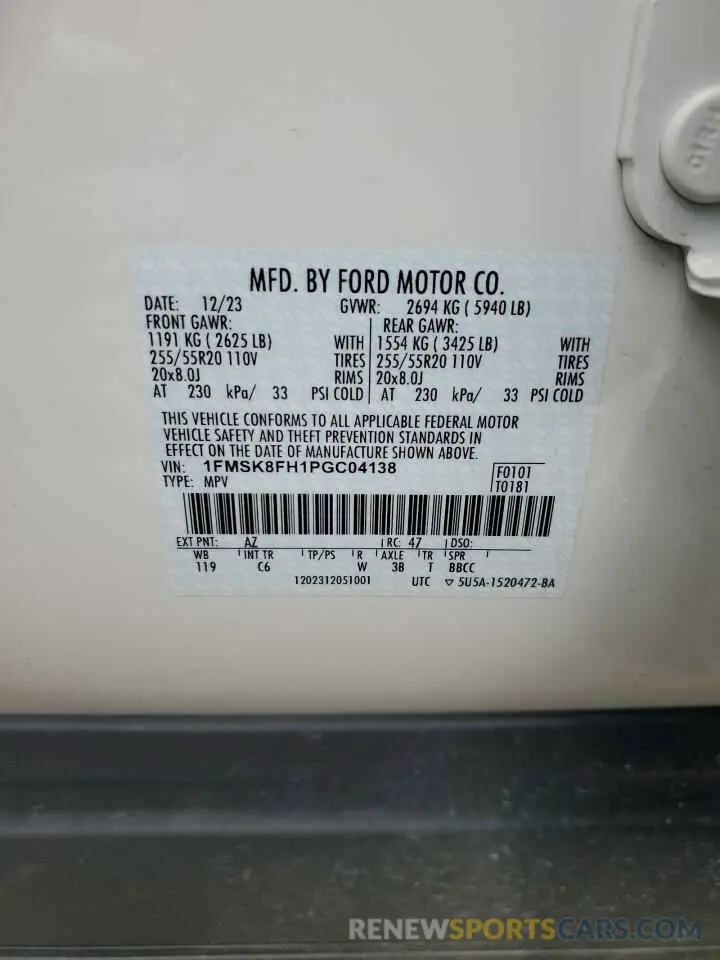 MFD. BY FORD MOTOR CO.
DATE: 12/23 GVWR: 2694 KG ( 5940 LB)
FRONT GAWR: REAR GAWR:
1191 KG ( 2625 LB) WITH 1554 KG ( 3425 LB) WITH
255/55R20 110V TIRES 255/55R20 110V TIRES
20x8.0J RIMS 20x8.0J RIMS
AT 230 kPa/ 33 PSI COLD AT 230 kPa/ 33 PSI COLD
THIS VEHICLE CONFORMS TO ALL APPLICABLE FEDERAL MOTOR
VEHICLE SAFETY AND THEFT PREVENTION STANDARDS IN
EFFECT ON THE DATE OF MANUFACTURE SHOWN ABOVE.
VIN: 1FMSK8FH1PGC04138 F0101
TYPE: MPV T0181
EXT PNT: AZ RC: 47 DSO:
WB INT TR TP/PS R AXLE TR SPR
119 C6 W 3B T BBCC
1202312051001 UTC ▽ 5U5A-1520472-BA
RENEWSPORTSCARS.COM